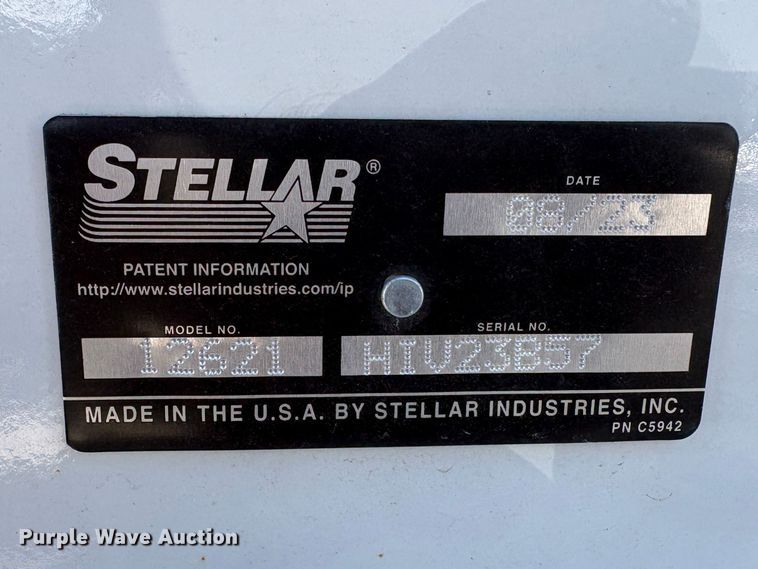 STELLAR®
DATE
06/23
PATENT INFORMATION
http://www.stellarindustries.com/ip
MODEL NO.
12621
SERIAL NO.
HIV23B57
MADE IN THE U.S.A. BY STELLAR INDUSTRIES, INC.
PN C5942
Purple Wave Auction